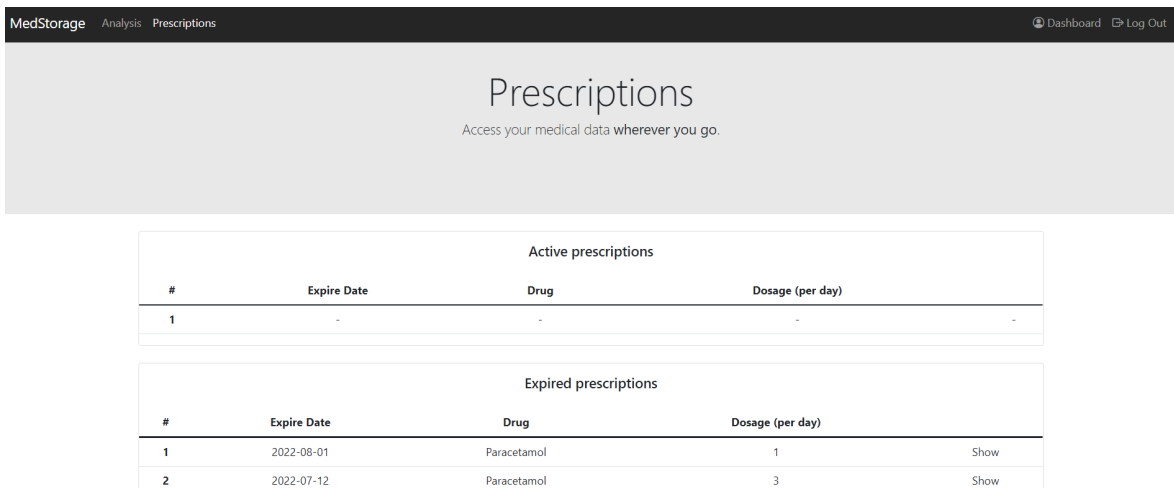 MedStorage Analysis Prescriptions Dashboard Log Out
Prescriptions
Access your medical data wherever you go.
Active prescriptions
# Expire Date Drug Dosage (per day)
1 - - - -
Expired prescriptions
# Expire Date Drug Dosage (per day)
1 2022-08-01 Paracetamol 1 Show
2 2022-07-12 Paracetamol 3 Show